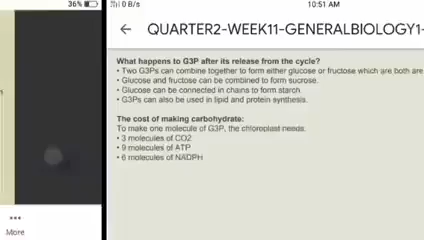 36%
More
0 B/s
10:51 AM
QUARTER2-WEEK11-GENERALBIOLOGY1-
What happens to G3P after its release from the cycle?
• Two G3Ps can combine together to form either glucose or fructose which are both are
• Glucose and fructose can be combined to form sucrose.
• Glucose can be connected in chains to form starch
• G3Ps can also be used in lipid and protein synthesis.
The cost of making carbohydrate:
To make one molecule of G3P, the chloroplast needs:
• 3 molecules of CO2
• 9 molecules of ATP
• 6 molecules of NADPH